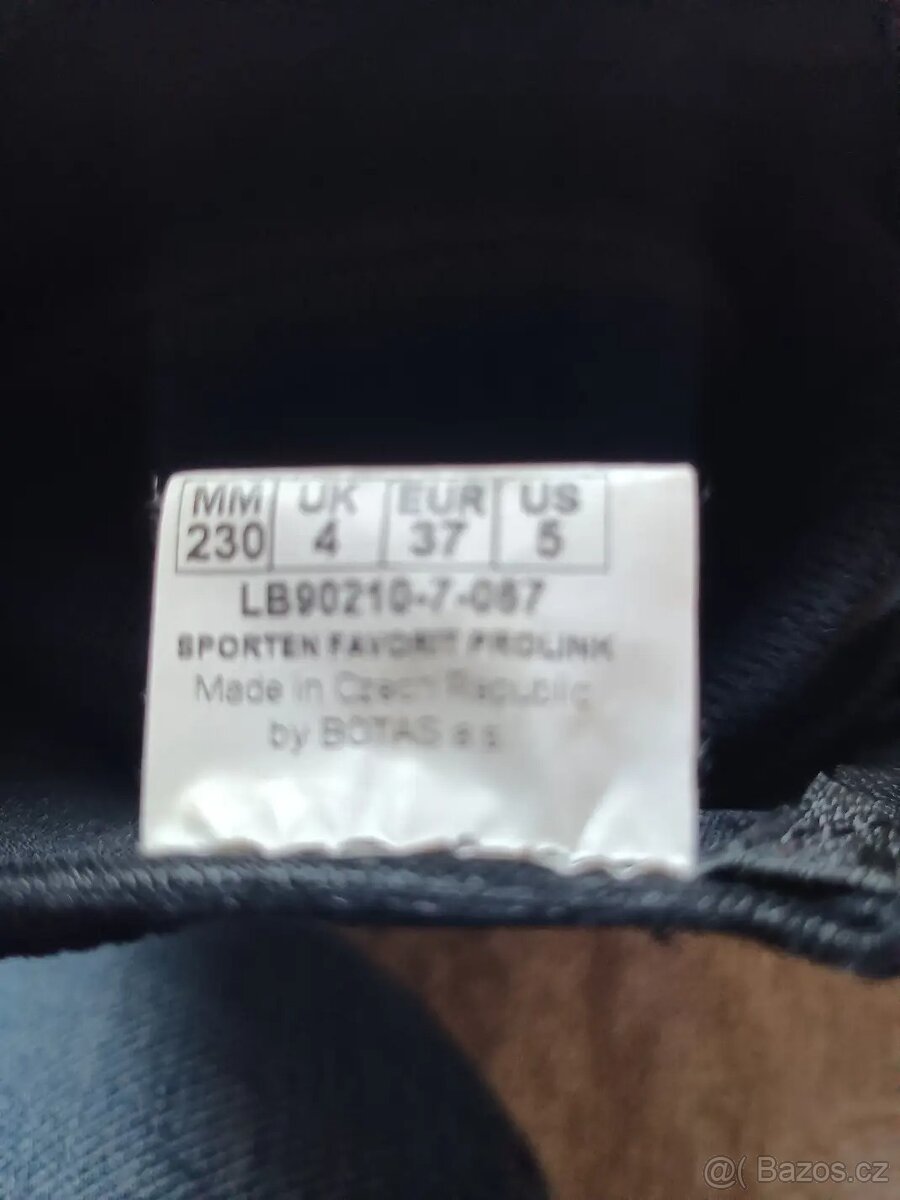 MM UK EUR US
230 4 37 5
LB90210-7-087
SPORTEN FAVORIT PROLINK
Made in Czech Republic
by BOTAS a.s.
@( Bazos.cz